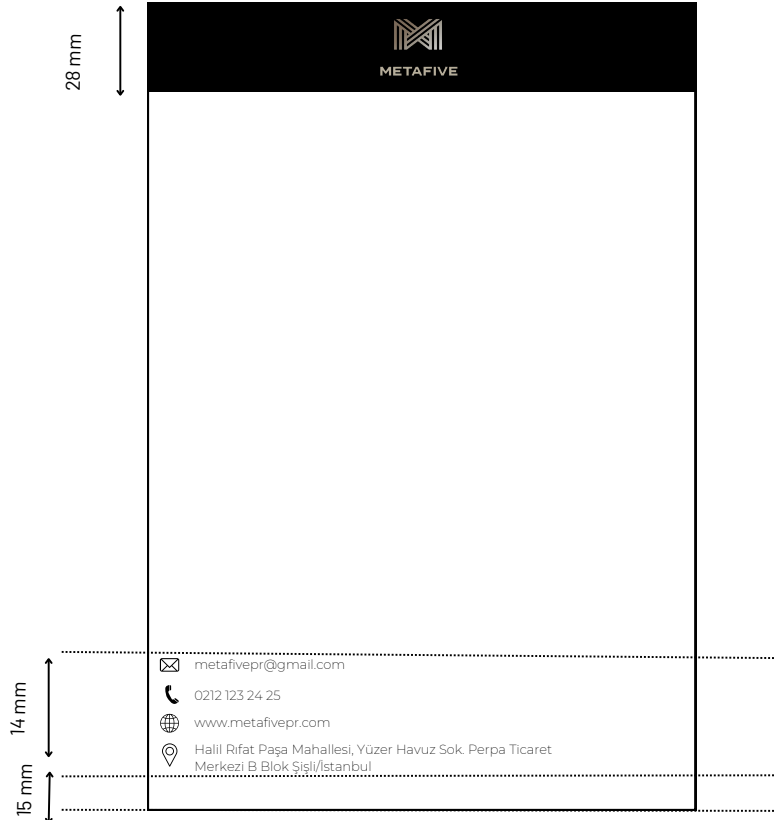 28 mm
METAFIVE
14 mm
metafivepr@gmail.com
0212 123 24 25
www.metafivepr.com
Halil Rıfat Paşa Mahallesi, Yüzer Havuz Sok. Perpa Ticaret
Merkezi B Blok Şişli/İstanbul
15 mm